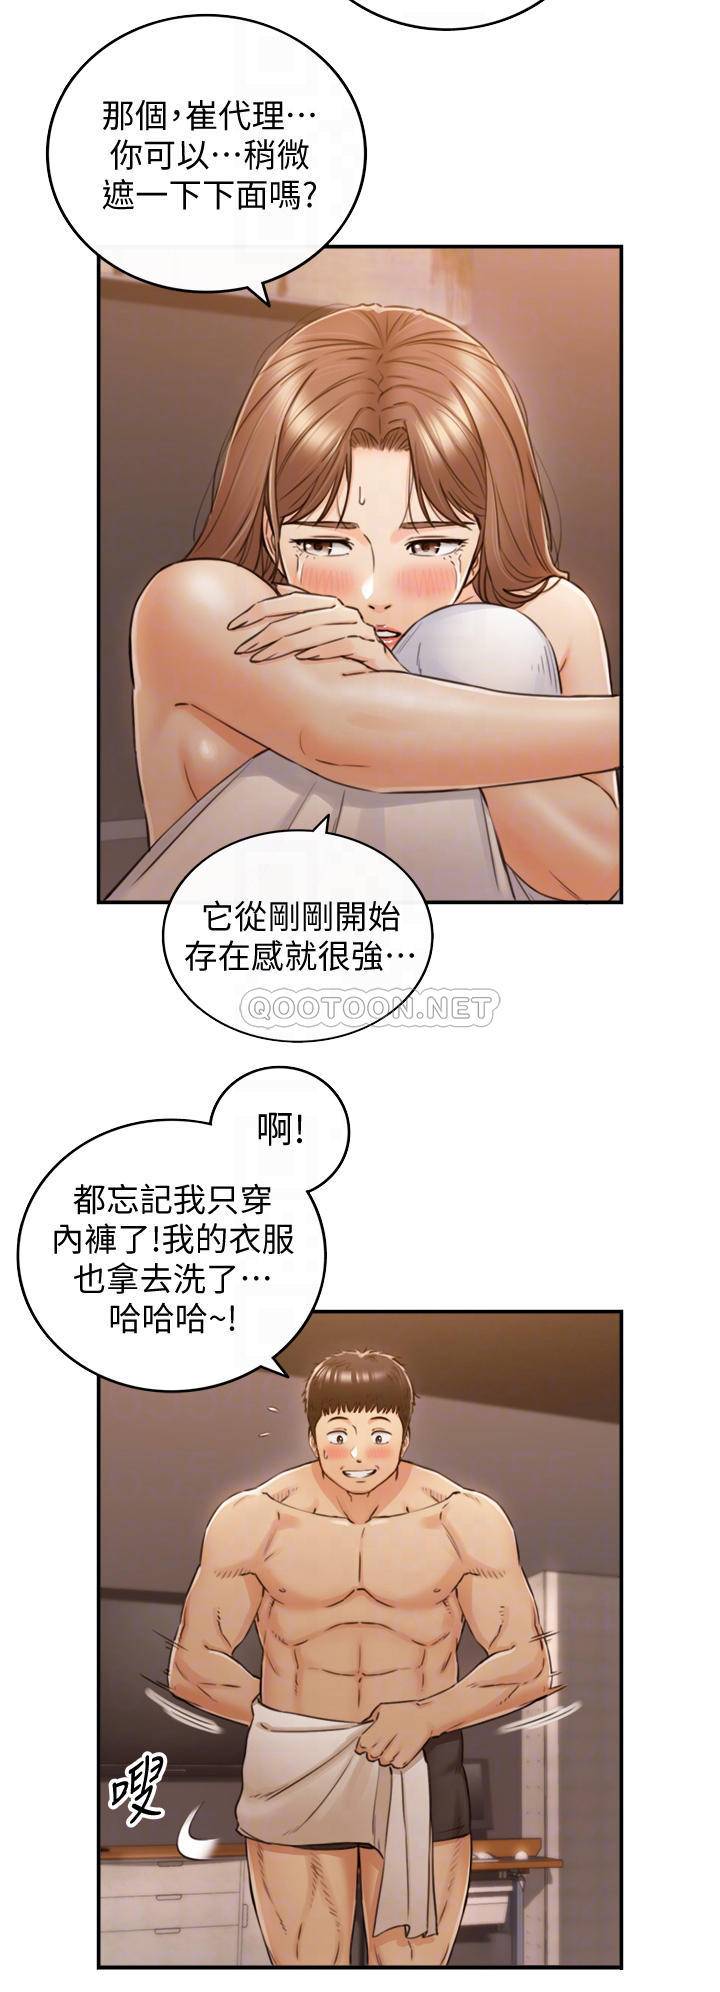 那個,崔代理⋯
你可以⋯稍微
遮一下下面嗎?
它從剛剛開始
存在感就很強⋯
QOOTOON.NET
啊!
都忘記我只穿
內褲了!我的衣服
也拿去洗了⋯
哈哈哈~!
嗖